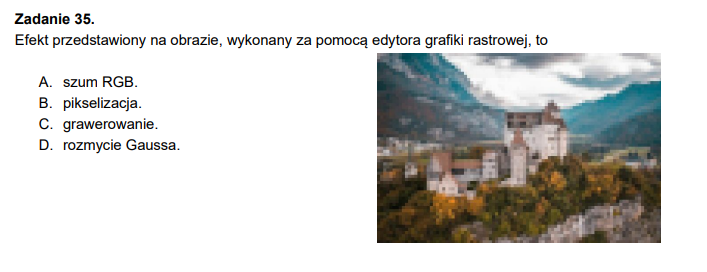 Zadanie 35.
Efekt przedstawiony na obrazie, wykonany za pomocą edytora grafiki rastrowej, to
A. szum RGB.
B. pikselizacja.
C. grawerowanie.
D. rozmycie Gaussa.